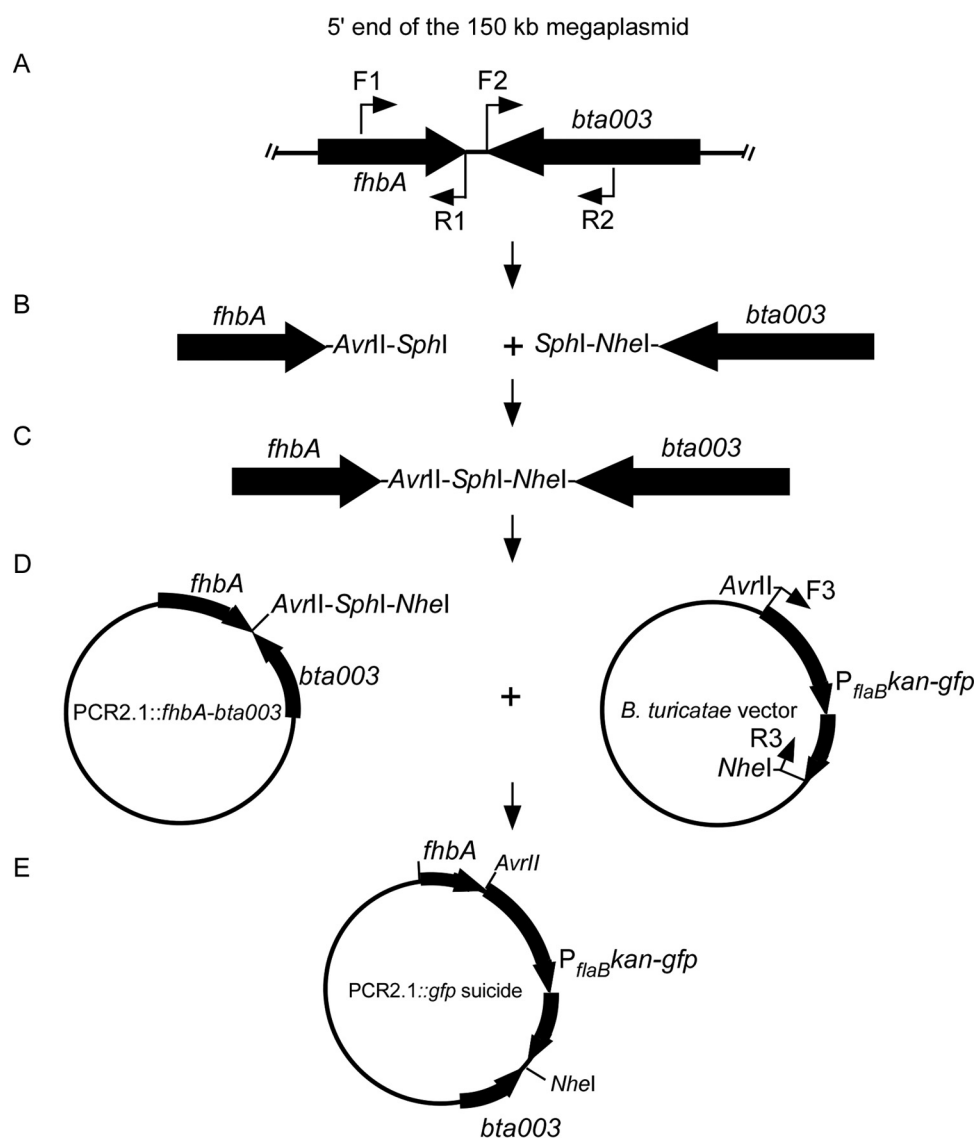 5' end of the 150 kb megaplasmid
A
F1 F2
bta003
fhbA
R1 R2
B
fhbA bta003
-AvrII-SphI + SphI-NheI-
C
fhbA bta003
-AvrII-SphI-NheI-
D
fhbA
AvrII-SphI-NheI
bta003
PCR2.1::fhbA-bta003
+
AvrII F3
PflaBkan-gfp
B. turicatae vector
R3
NheI
E
fhbA AvrII
PflaBkan-gfp
PCR2.1::gfp suicide
NheI
bta003